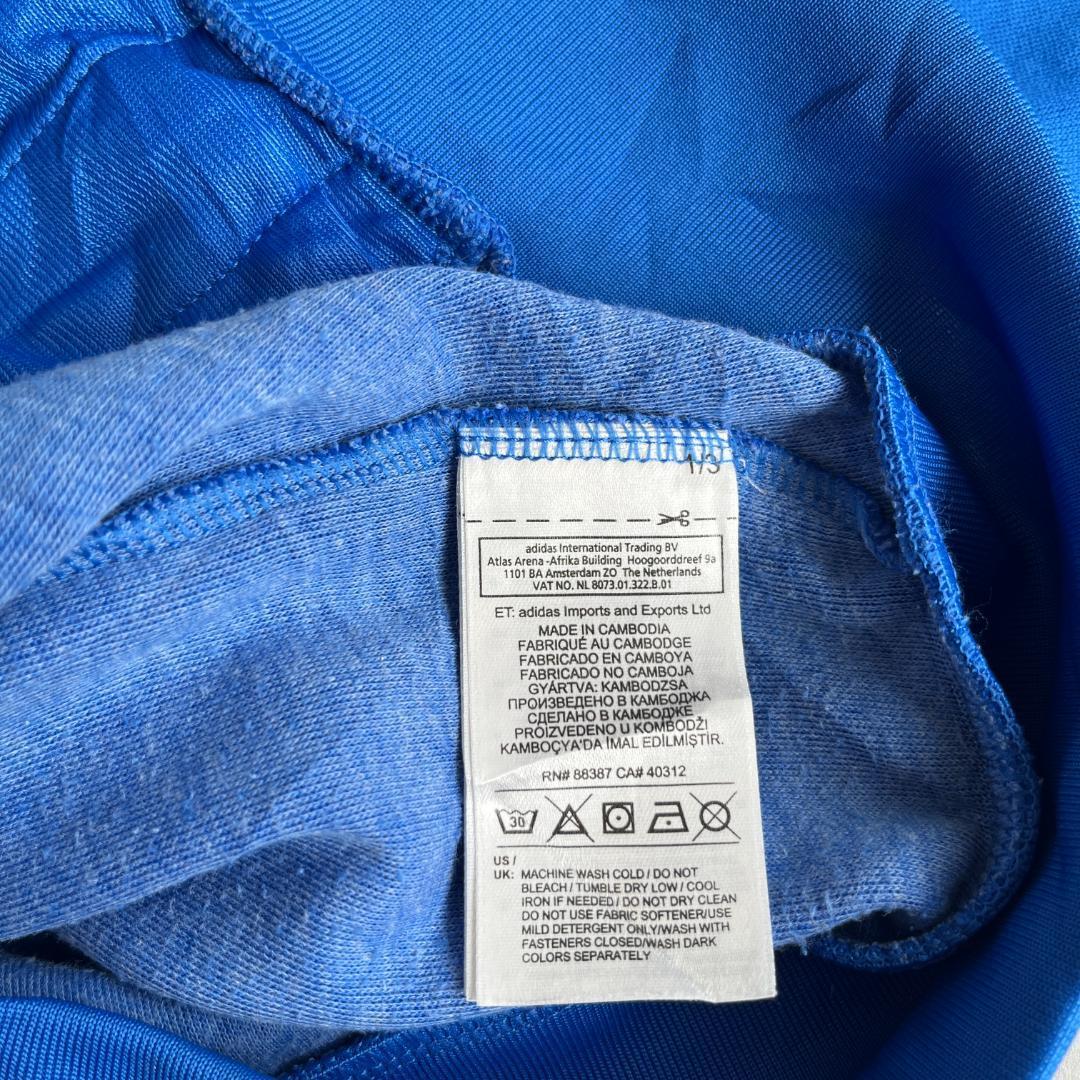 1/3
adidas International Trading BV
Atlas Arena -Afrika Building Hoogoorddreef 9a
1101 BA Amsterdam ZO The Netherlands
VAT NO. NL 8073.01.322.B.01
ET: adidas Imports and Exports Ltd
MADE IN CAMBODIA
FABRIQUÉ AU CAMBODGE
FABRICADO EN CAMBOYA
FABRICADO NO CAMBOJA
GYÁRTVA: KAMBODZSA
ПРОИЗВЕДЕНО В КАМБОДЖА
СДЕЛАНО В КАМБОДЖЕ
PROIZVEDENO U KOMBODŽI
KAMBOÇYA'DA İMAL EDİLMİŞTİR.
RN# 88387 CA# 40312
30
US /
UK: MACHINE WASH COLD / DO NOT
BLEACH / TUMBLE DRY LOW / COOL
IRON IF NEEDED / DO NOT DRY CLEAN
DO NOT USE FABRIC SOFTENER/USE
MILD DETERGENT ONLY/WASH WITH
FASTENERS CLOSED/WASH DARK
COLORS SEPARATELY